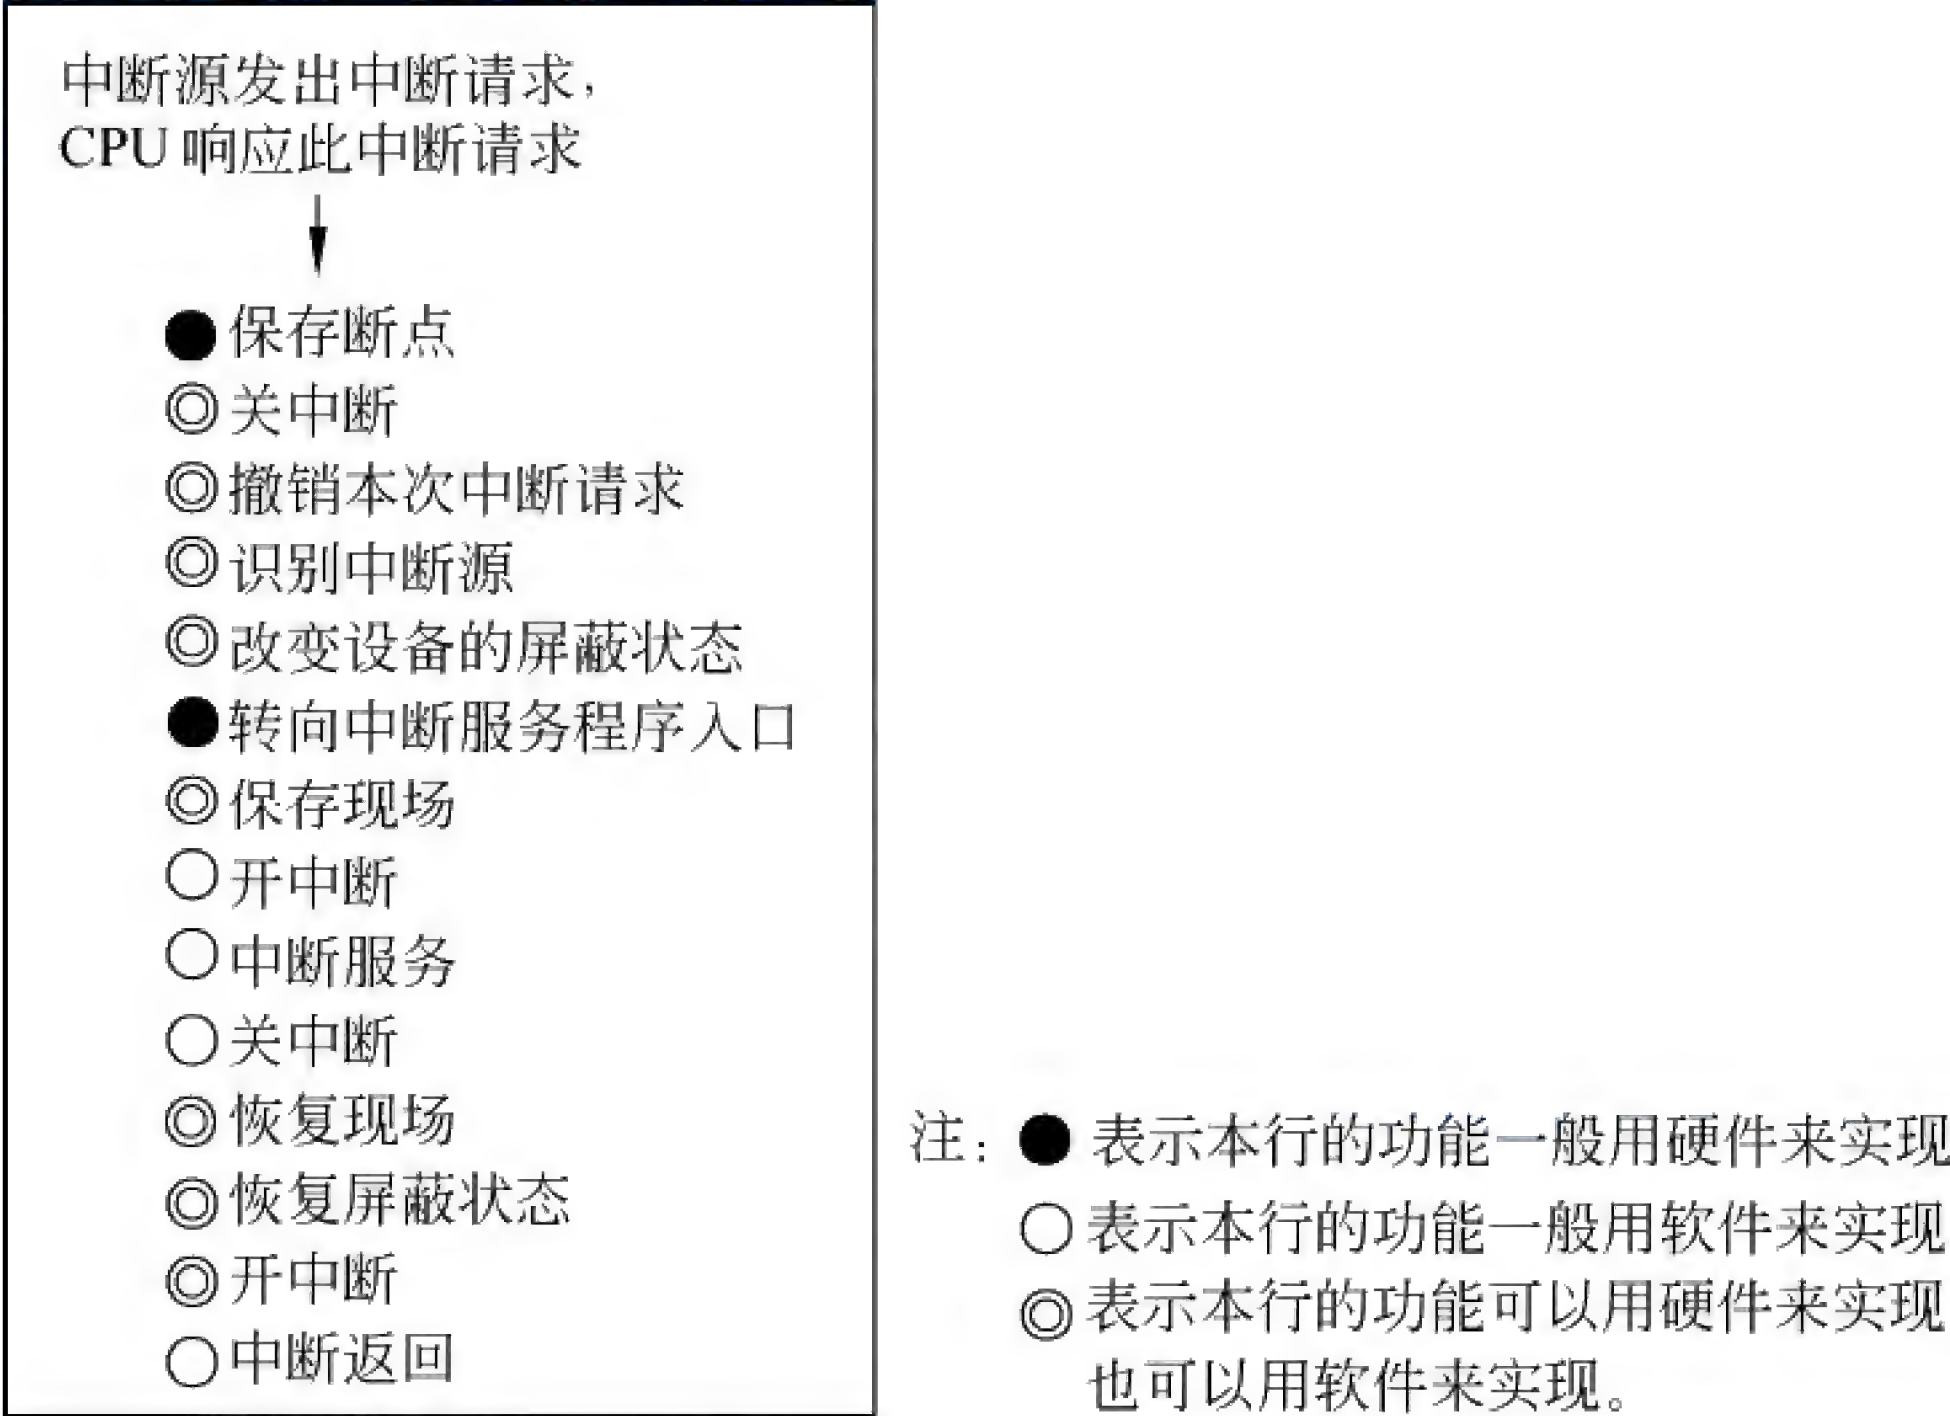 中断源发出中断请求，
CPU响应此中断请求
●保存断点
◎关中断
◎撤销本次中断请求
◎识别中断源
◎改变设备的屏蔽状态
●转向中断服务程序入口
◎保存现场
○开中断
○中断服务
○关中断
◎恢复现场
◎恢复屏蔽状态
◎开中断
○中断返回
注：● 表示本行的功能一般用硬件来实现
○表示本行的功能一般用软件来实现
◎表示本行的功能可以用硬件来实现
也可以用软件来实现。